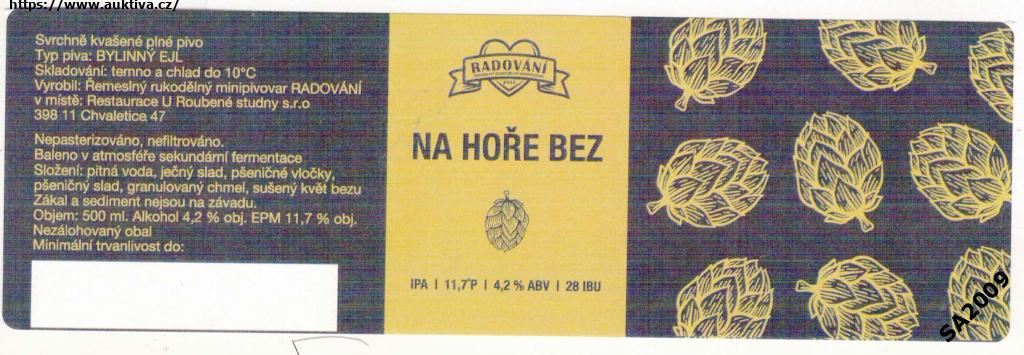 https://www.auktiva.cz/
Svrchně kvašené plné pivo
Typ piva: BYLINNÝ EJL
Skladování: temno a chlad do 10°C
Vyrobil: Řemeslný rukodělný minipivovar RADOVÁNÍ
v místě: Restaurace U Roubené studny s.r.o
398 11 Chvaletice 47
Nepasterizováno, nefiltrováno.
Baleno v atmosféře sekundární fermentace
Složení: pitná voda, ječný slad, pšeničné vločky,
pšeničný slad, granulovaný chmel, sušený květ bezu
Zákal a sediment nejsou na závadu.
Objem: 500 ml. Alkohol 4,2 % obj. EPM 11,7 % obj.
Nezálohovaný obal
Minimální trvanlivost do:
RADOVÁNÍ
NA HOŘE BEZ
IPA | 11,7°P | 4,2 % ABV | 28 IBU
SA2009